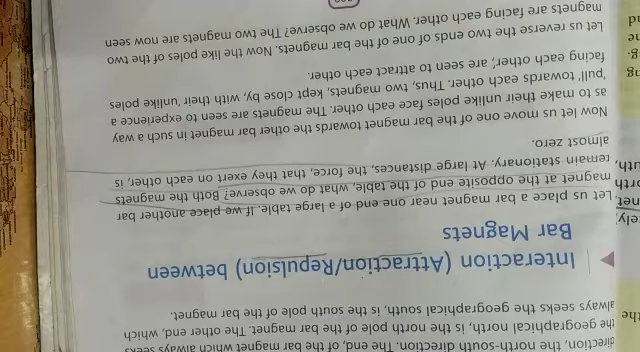 direction, the north-south direction. The end, of the bar magnet which always seeks
the geographical north, is the north pole of the bar magnet. The other end, which
always seeks the geographical south, is the south pole of the bar magnet.
Interaction (Attraction/Repulsion) between
Bar Magnets
Let us place a bar magnet near one end of a large table. If we place another bar
magnet at the opposite end of the table, what do we observe? Both the magnets
remain stationary. At large distances, the force, that they exert on each other, is
almost zero.
Now let us move one of the bar magnet towards the other bar magnet in such a way
as to make their unlike poles face each other. The magnets are seen to experience a
'pull' towards each other. Thus, two magnets, kept close by, with their 'unlike poles
facing each other', are seen to attract each other.
Let us reverse the two ends of one of the bar magnets. Now the like poles of the two
magnets are facing each other. What do we observe? The two magnets are now seen
the